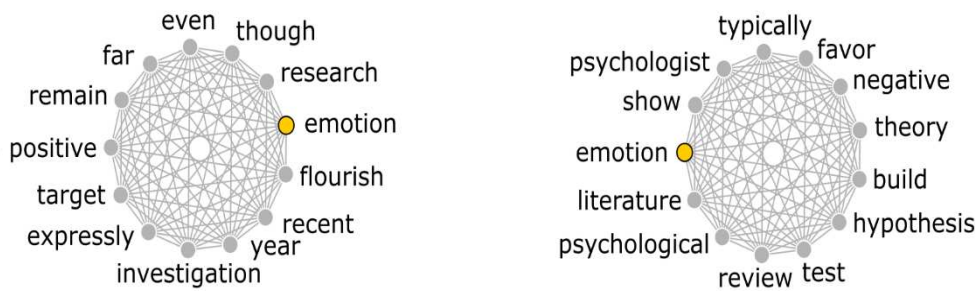 even
though
far
research
remain
emotion
positive
flourish
target
recent
expressly
year
investigation
typically
favor
psychologist
negative
show
theory
emotion
build
literature
hypothesis
psychological
test
review